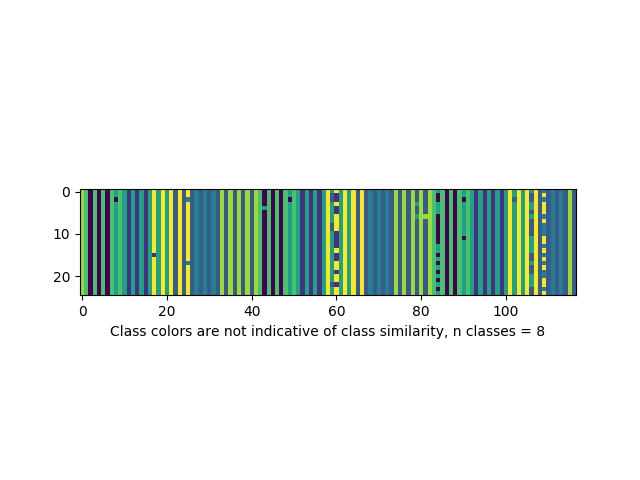 0
10
20
0 20 40 60 80 100
Class colors are not indicative of class similarity, n classes = 8